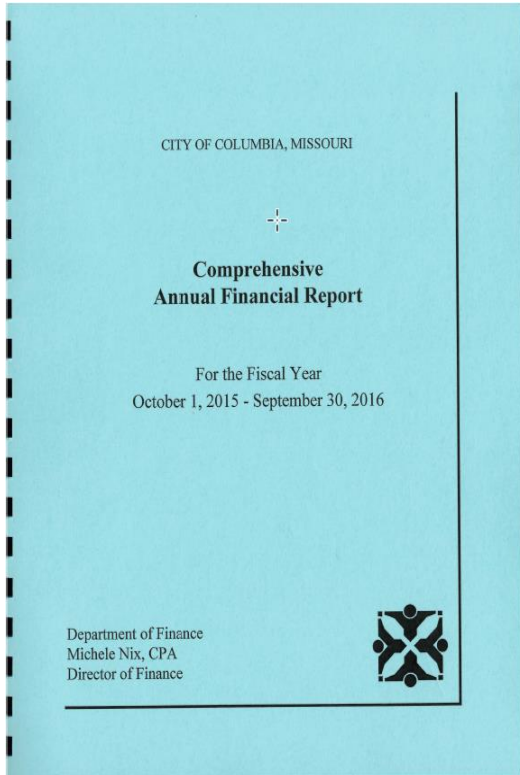 CITY OF COLUMBIA, MISSOURI
Comprehensive
Annual Financial Report
For the Fiscal Year
October 1, 2015 - September 30, 2016
Department of Finance
Michele Nix, CPA
Director of Finance